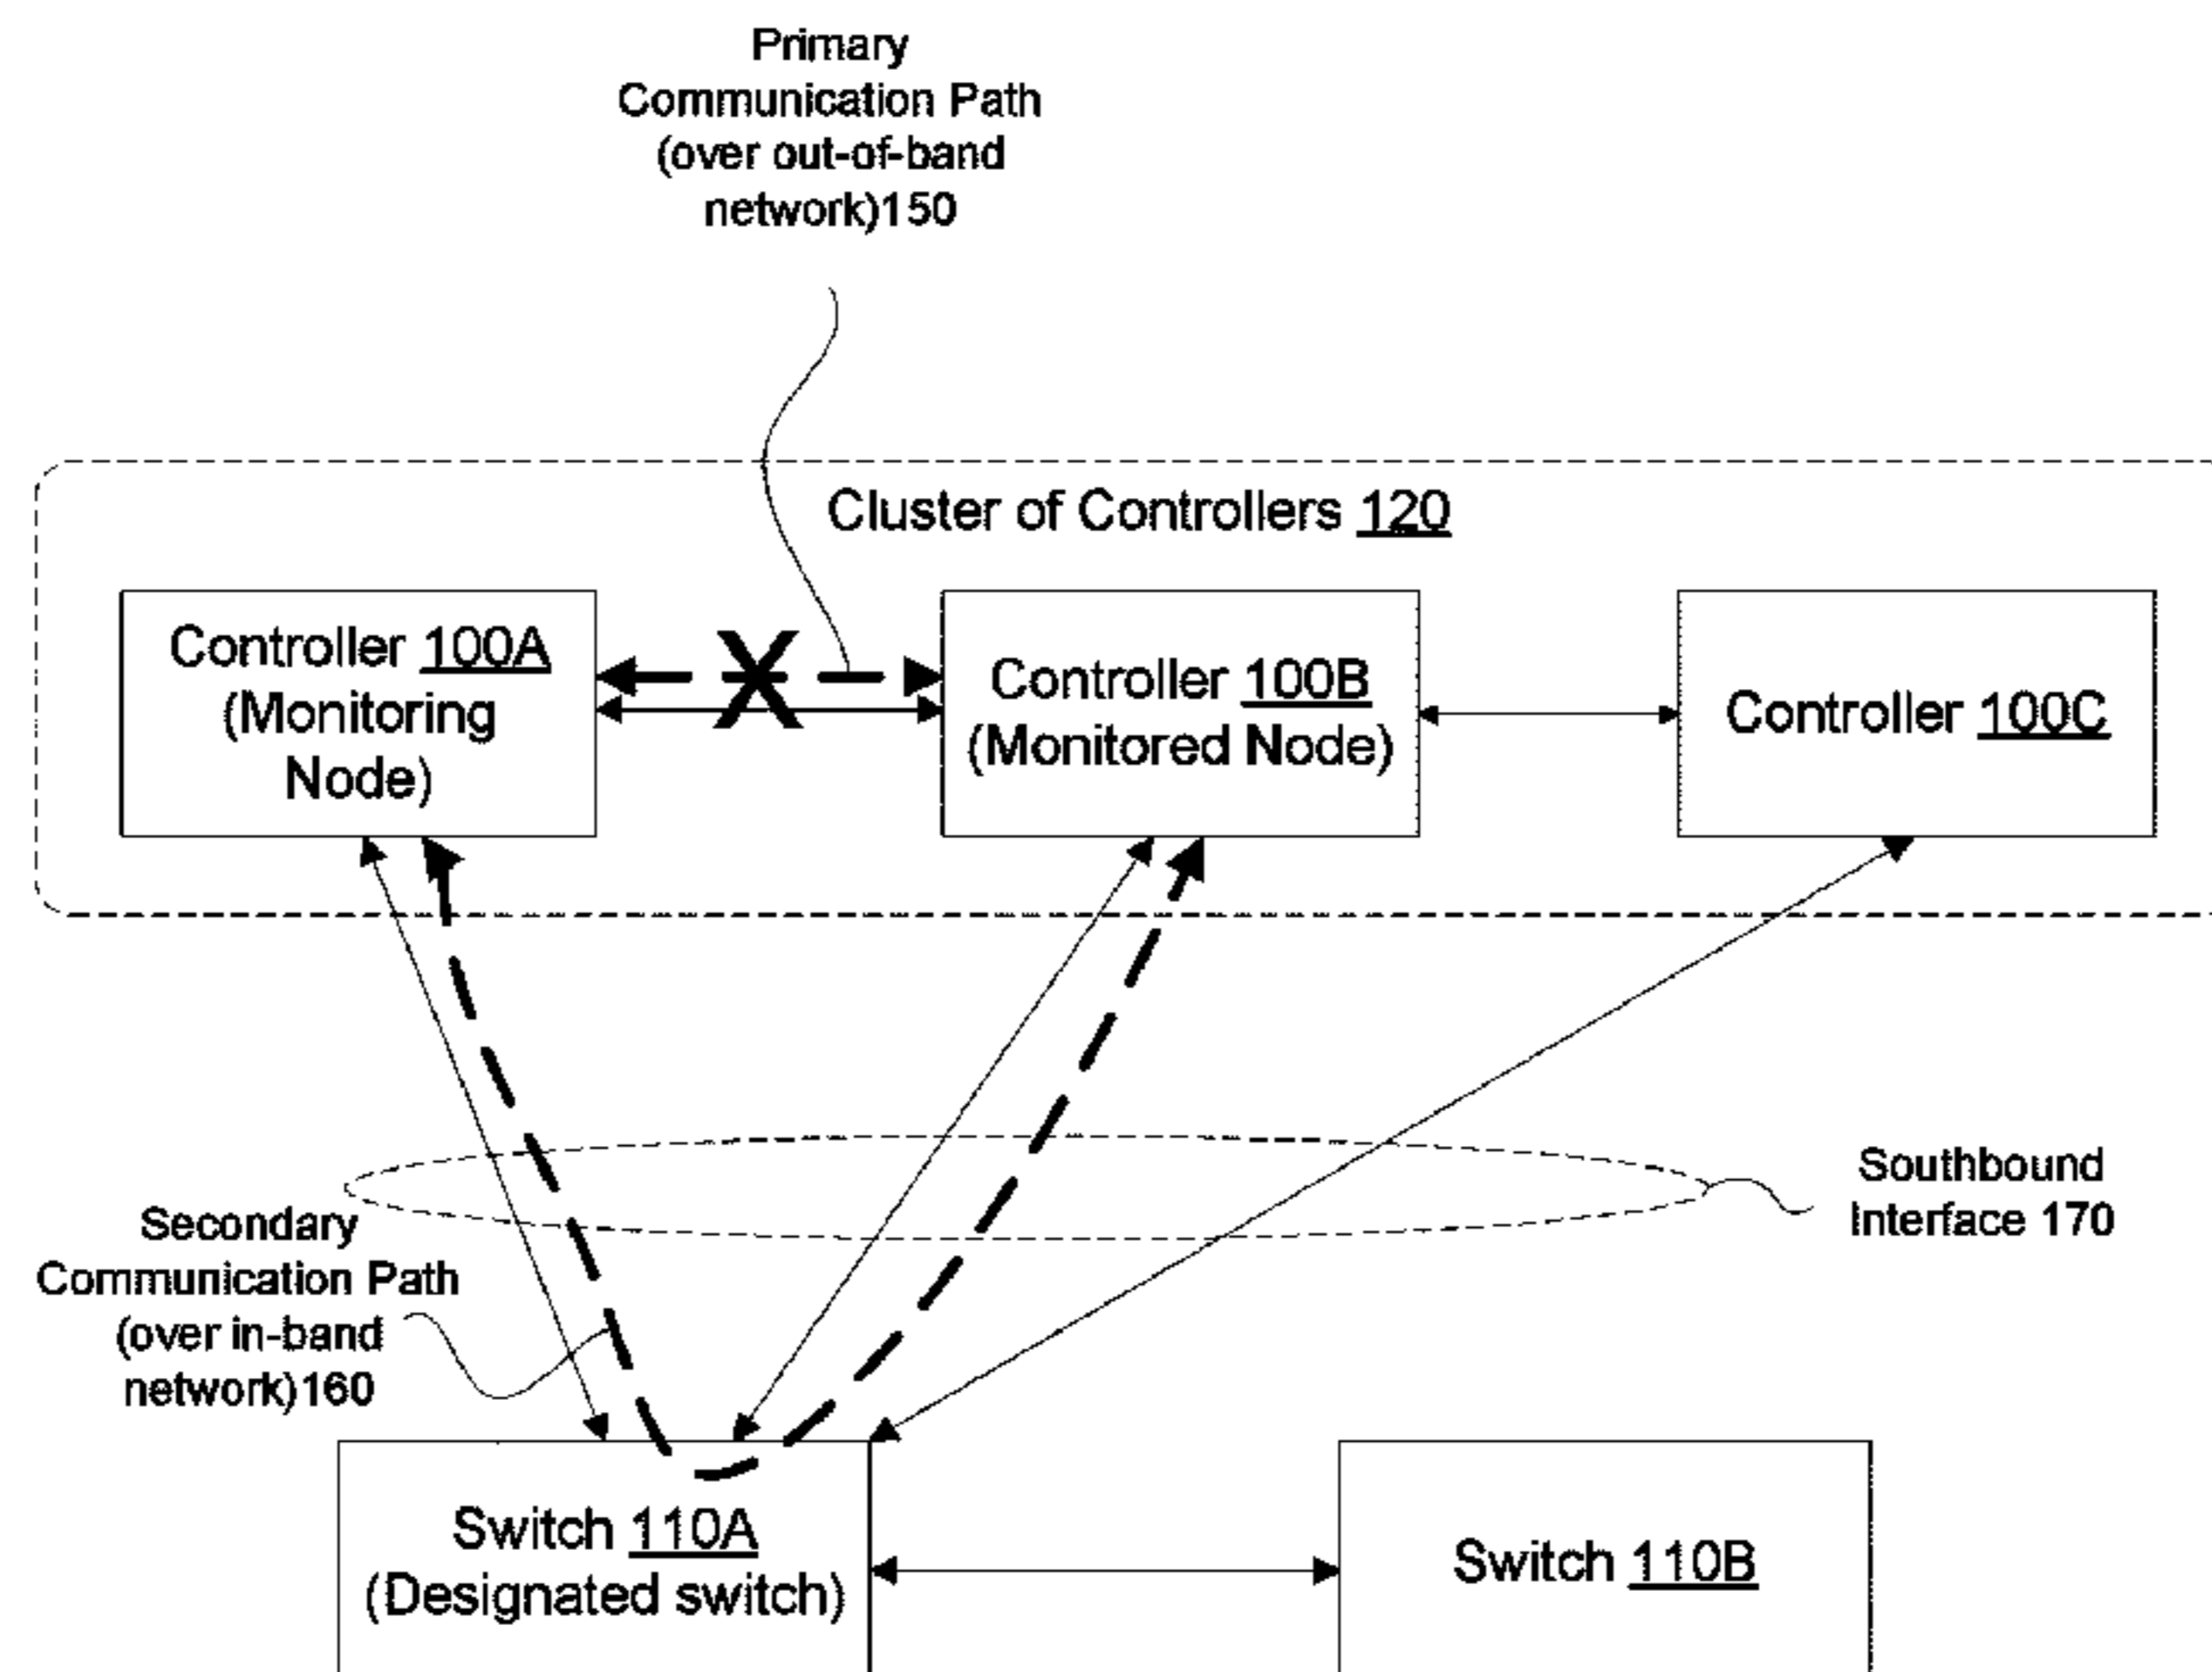 Primary
Communication Path
(over out-of-band
network)150
Cluster of Controllers 120
Controller 100A
(Monitoring
Node)
X
Controller 100B
(Monitored Node)
Controller 100C
Southbound
Interface 170
Secondary
Communication Path
(over in-band
network)160
Switch 110A
(Designated switch)
Switch 110B